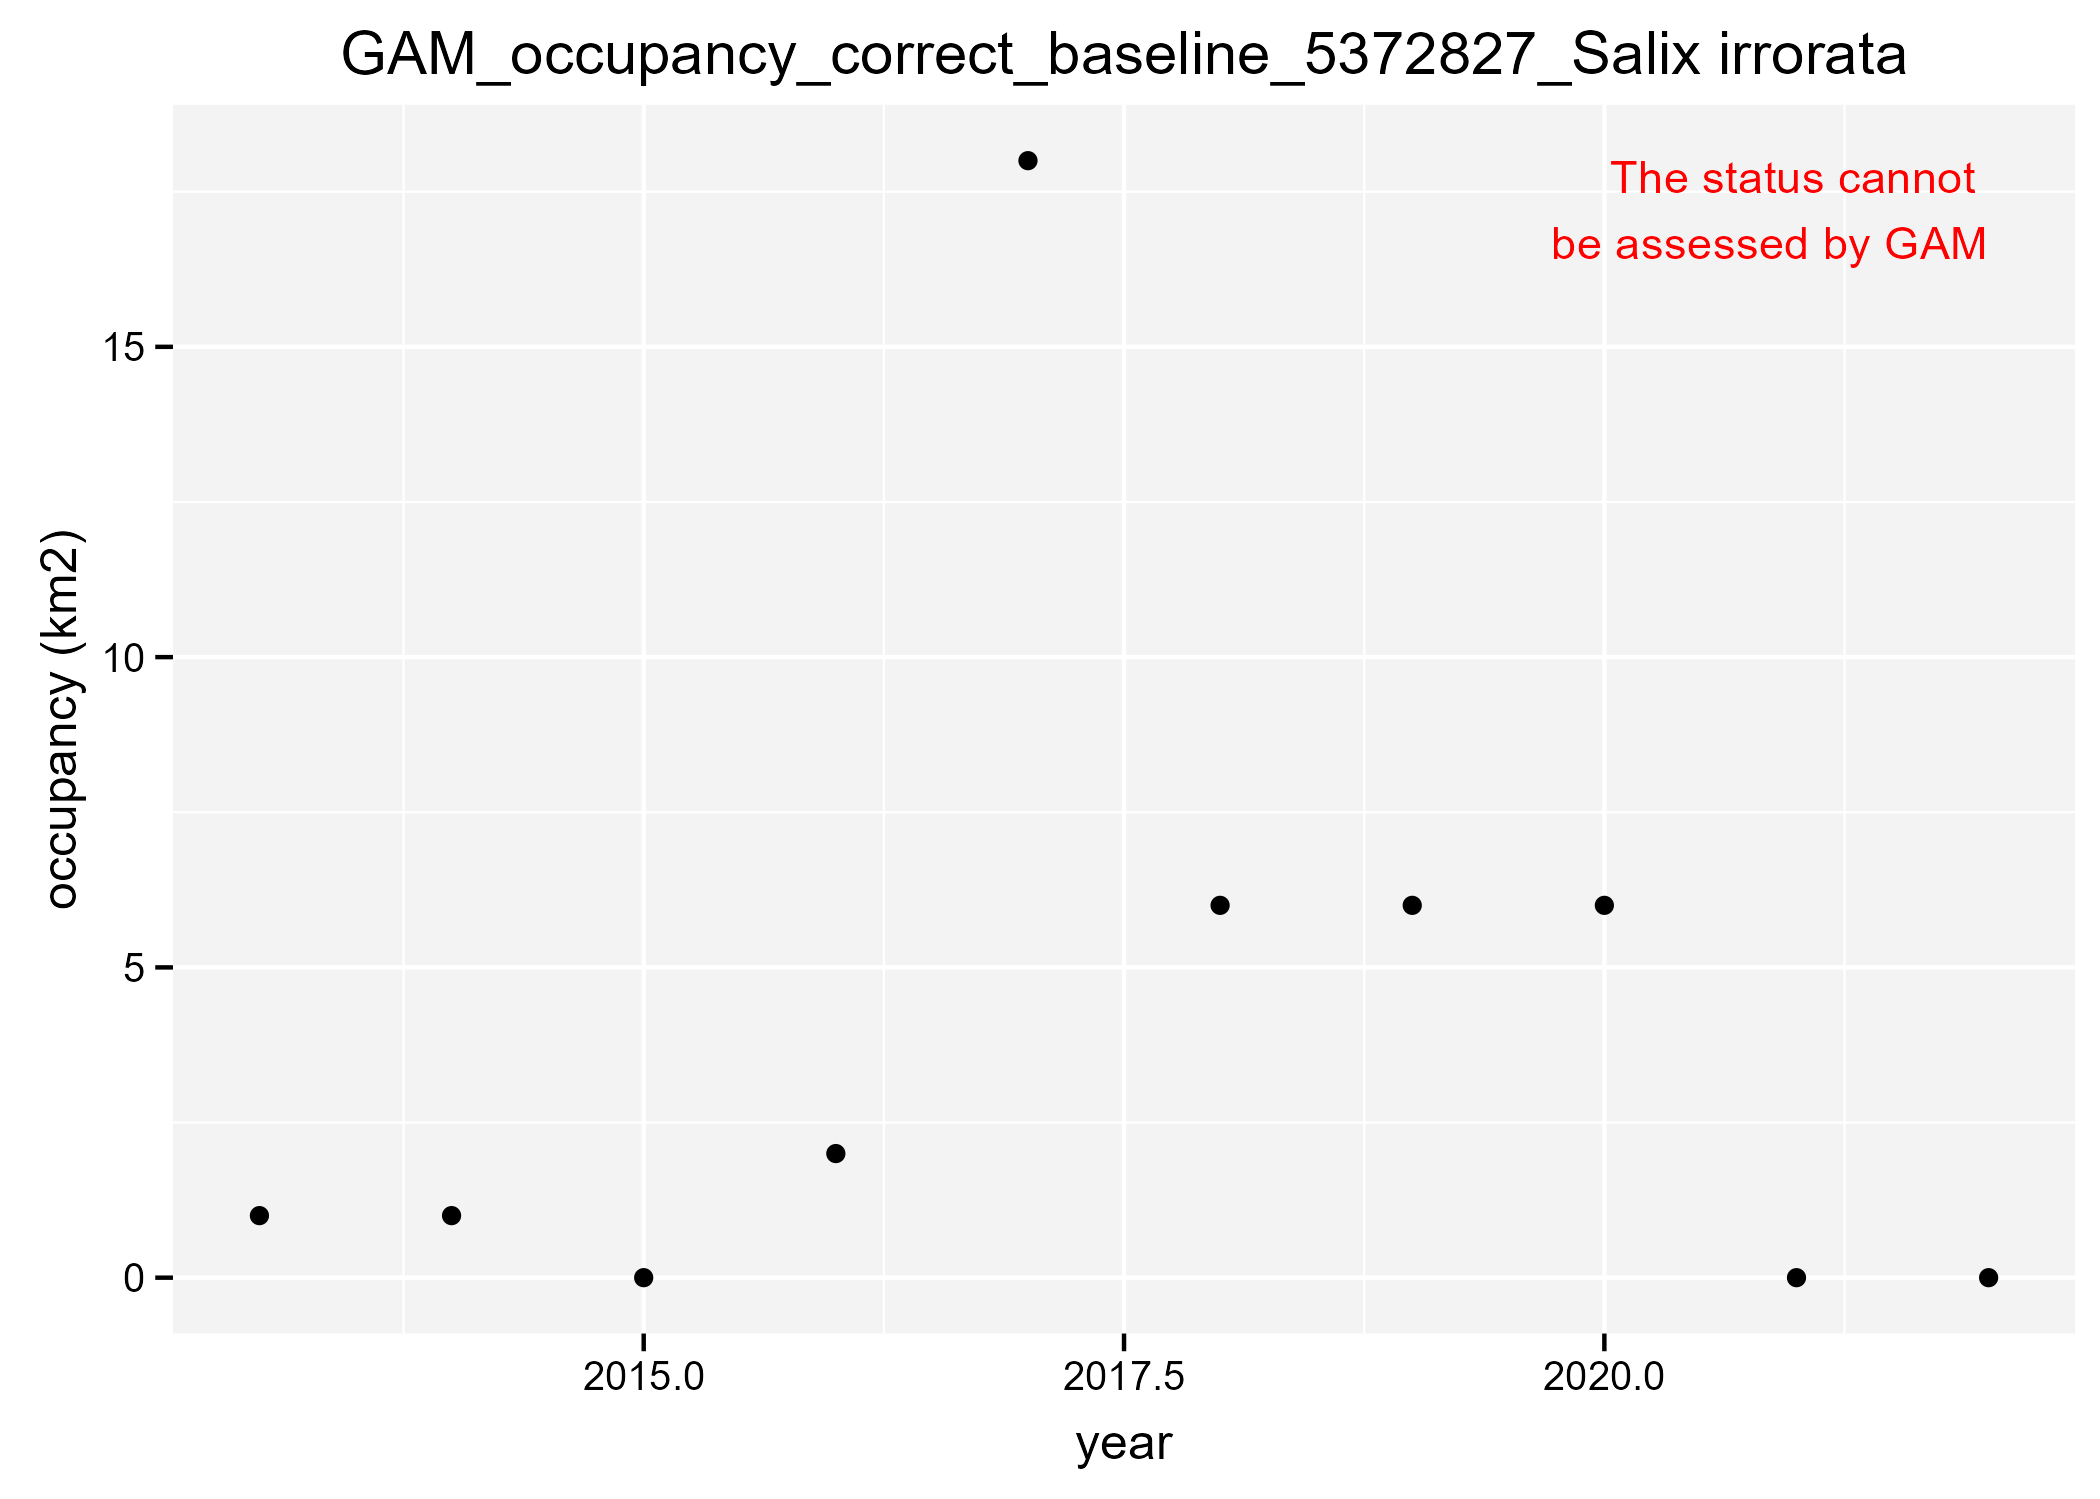 GAM_occupancy_correct_baseline_5372827_Salix irrorata
The status cannot
be assessed by GAM
occupancy (km2)
15
10
5
0
2015.0 2017.5 2020.0
year